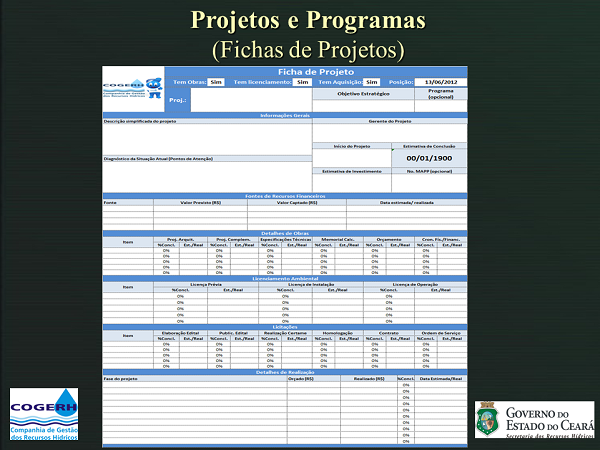 Projetos e Programas
(Fichas de Projetos)
Ficha de Projeto
COGERH
Companhia de Gestão
dos Recursos Hídricos
Tem Obras: Sim Tem licenciamento: Sim Tem Aquisição: Sim Posição: 13/06/2012
Proj.:
Objetivo Estratégico
Programa
(opcional)
Informações Gerais
Descrição simplificada do projeto
Gerente do Projeto
Início do Projeto
Estimativa de Conclusão
00/01/1900
Diagnóstico da Situação Atual (Pontos de Atenção)
Estimativa de Investimento
No. MAPP (opcional)
Fontes de Recursos Financeiros
Fonte Valor Previsto (R$) Valor Captado (R$) Data estimada/ realizada
Detalhes de Obras
Item Proj. Arquit. Proj. Complem. Especificações Técnicas Memorial Calc. Orçamento Cron. Fis./Financ.
%Concl. Est./Real %Concl. Est./Real %Concl. Est./Real %Concl. Est./Real %Concl. Est./Real %Concl. Est./Real
0% 0% 0% 0% 0% 0%
0% 0% 0% 0% 0% 0%
0% 0% 0% 0% 0% 0%
0% 0% 0% 0% 0% 0%
Licenciamento Ambiental
Item Licença Prévia Licença de Instalação Licença de Operação
%Concl. Est./Real %Concl. Est./Real %Concl. Est./Real
0% 0% 0%
0% 0% 0%
0% 0% 0%
0% 0% 0%
0% 0% 0%
Licitações
Item Elaboração Edital Public. Edital Realização Certame Homologação Contrato Ordem de Serviço
%Concl. Est./Real %Concl. Est./Real %Concl. Est./Real %Concl. Est./Real %Concl. Est./Real %Concl. Est./Real
0% 0% 0% 0% 0% 0%
0% 0% 0% 0% 0% 0%
0% 0% 0% 0% 0% 0%
0% 0% 0% 0% 0% 0%
0% 0% 0% 0% 0% 0%
Detalhes de Realização
Fase do projeto Orçado (R$) Realizado (R$) %Concl. Data Estimada/Real
0%
0%
0%
0%
0%
0%
0%
0%
0%
COGERH
Companhia de Gestão
dos Recursos Hídricos
GOVERNO DO
ESTADO DO CEARÁ
Secretaria dos Recursos Hídricos